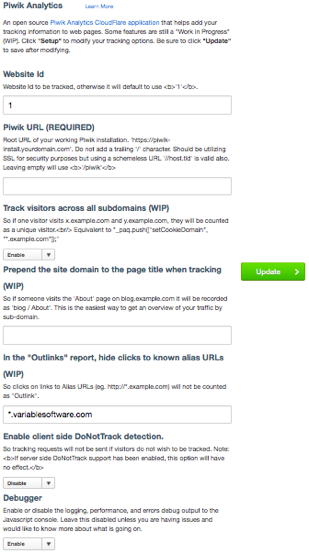 Piwik Analytics Learn More
An open source Piwik Analytics CloudFlare application that helps add your
tracking information to web pages. Some features are still a "Work in Progress"
(WIP). Click "Setup" to modify your tracking options. Be sure to click "Update"
to save after modifying.
Website Id
Website Id to be tracked, otherwise it will default to use <b>`1`</b>.
1
Piwik URL (REQUIRED)
Root URL of your working Piwik installation. 'https://piwik-
install.yourdomain.com'. Do not add a trailing '/' character. Should be utilizing
SSL for security purposes but using a schemeless URL `//host.tld` is valid also.
Leaving empty will use <b>`/piwik`</b>
Track visitors across all subdomains (WIP)
So if one visitor visits x.example.com and y.example.com, they will be counted
as a unique visitor.<br/> Equivalent to "_paq.push(["setCookieDomain",
"*.example.com"]);'
Enable
Prepend the site domain to the page title when tracking
(WIP)
So if someone visits the 'About' page on blog.example.com it will be recorded
as 'blog / About'. This is the easiest way to get an overview of your traffic by
sub-domain.
Update
In the "Outlinks" report, hide clicks to known alias URLs
(WIP)
So clicks on links to Alias URLs (eg. http://*.example.com) will not be counted
as 'Outlink'.
*.variablesoftware.com
Enable client side DoNotTrack detection.
So tracking requests will not be sent if visitors do not wish to be tracked. Note:
<b>If server side DoNotTrack support has been enabled, this option will have
no effect.</b>
Disable
Debugger
Enable or disable the logging, performance, and errors debug output to the
Javascript console. Leave this disabled unless you are having issues and
would like to know more about what is going on.
Enable